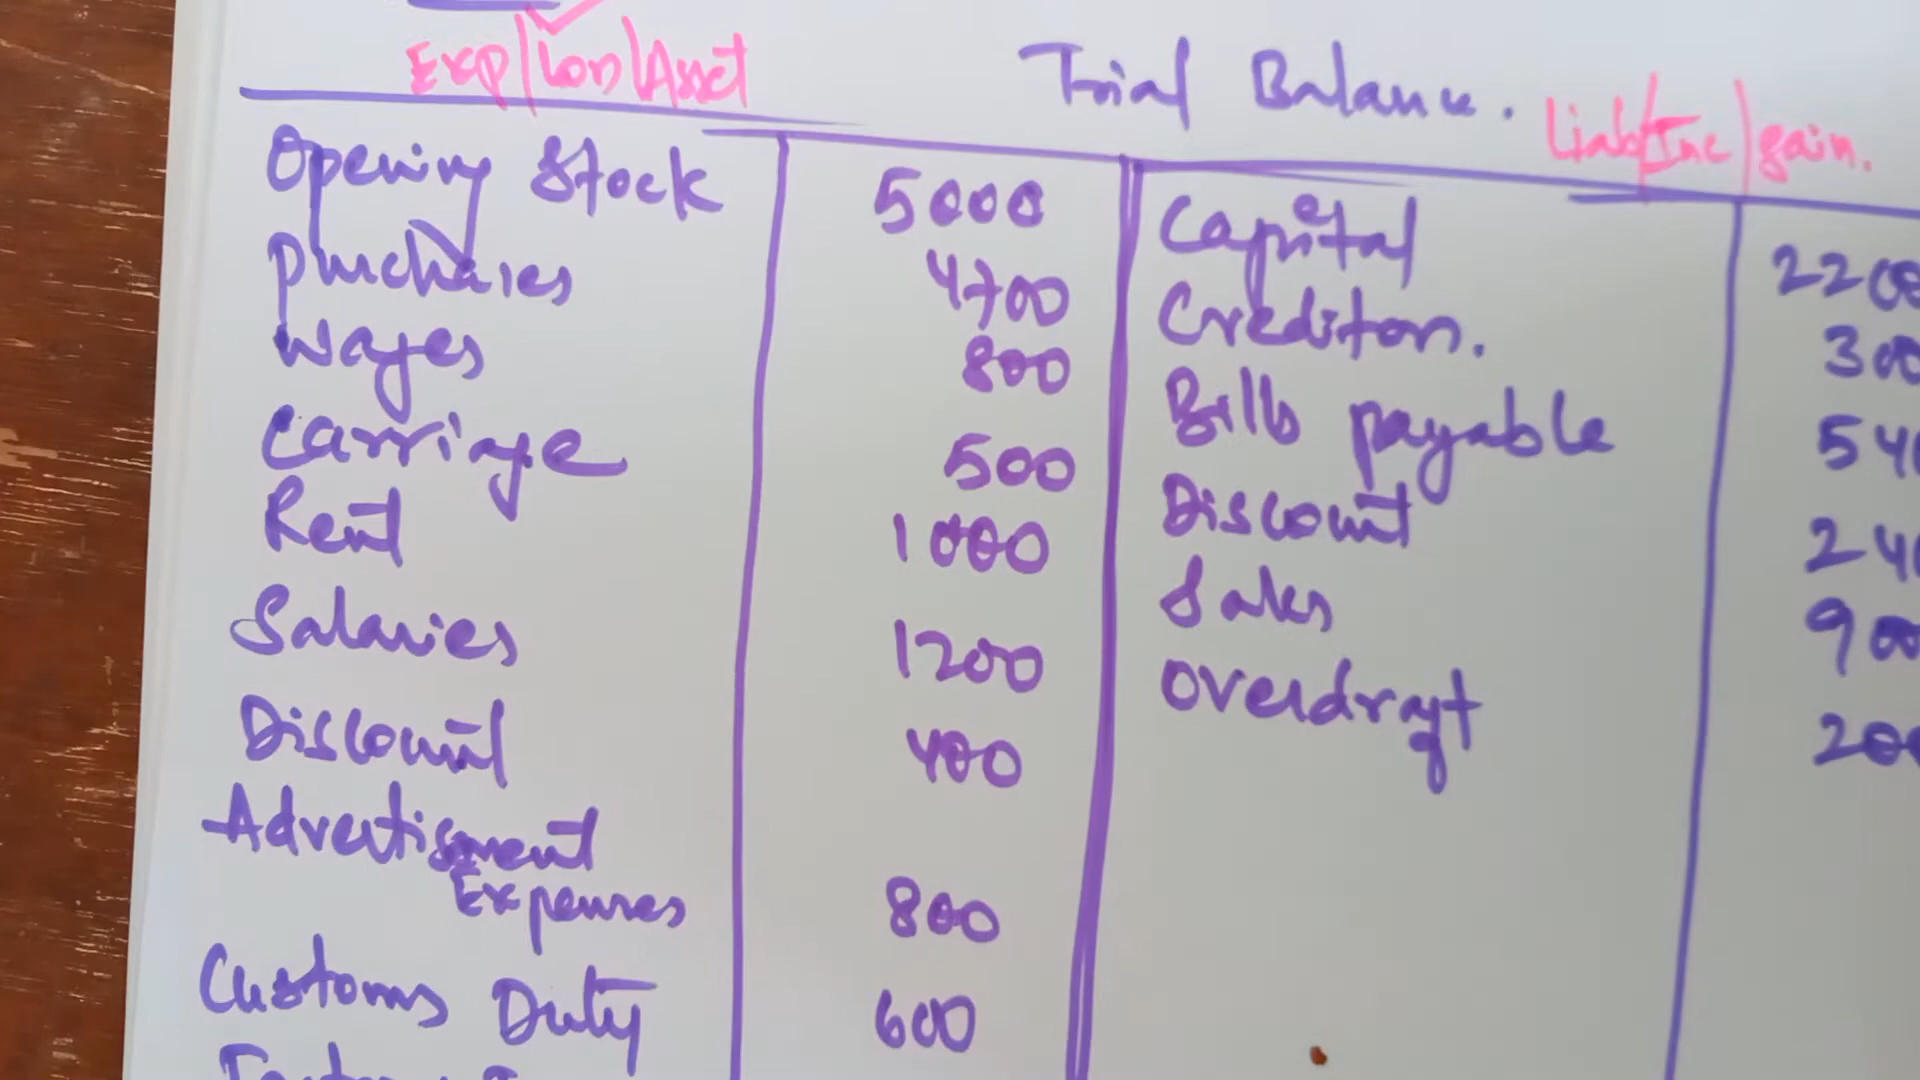 Exp/Loss/Asset
Trial Balance.
Liab/Inc/gain.
Opening Stock 5000
Purchases 4700
Wages 800
Carriage 500
Rent 1000
Salaries 1200
Discount 400
Advertisment
Expenses 800
Customs Duty 600
Capital
Creditors.
Bills payable
Discount
Sales
Overdraft